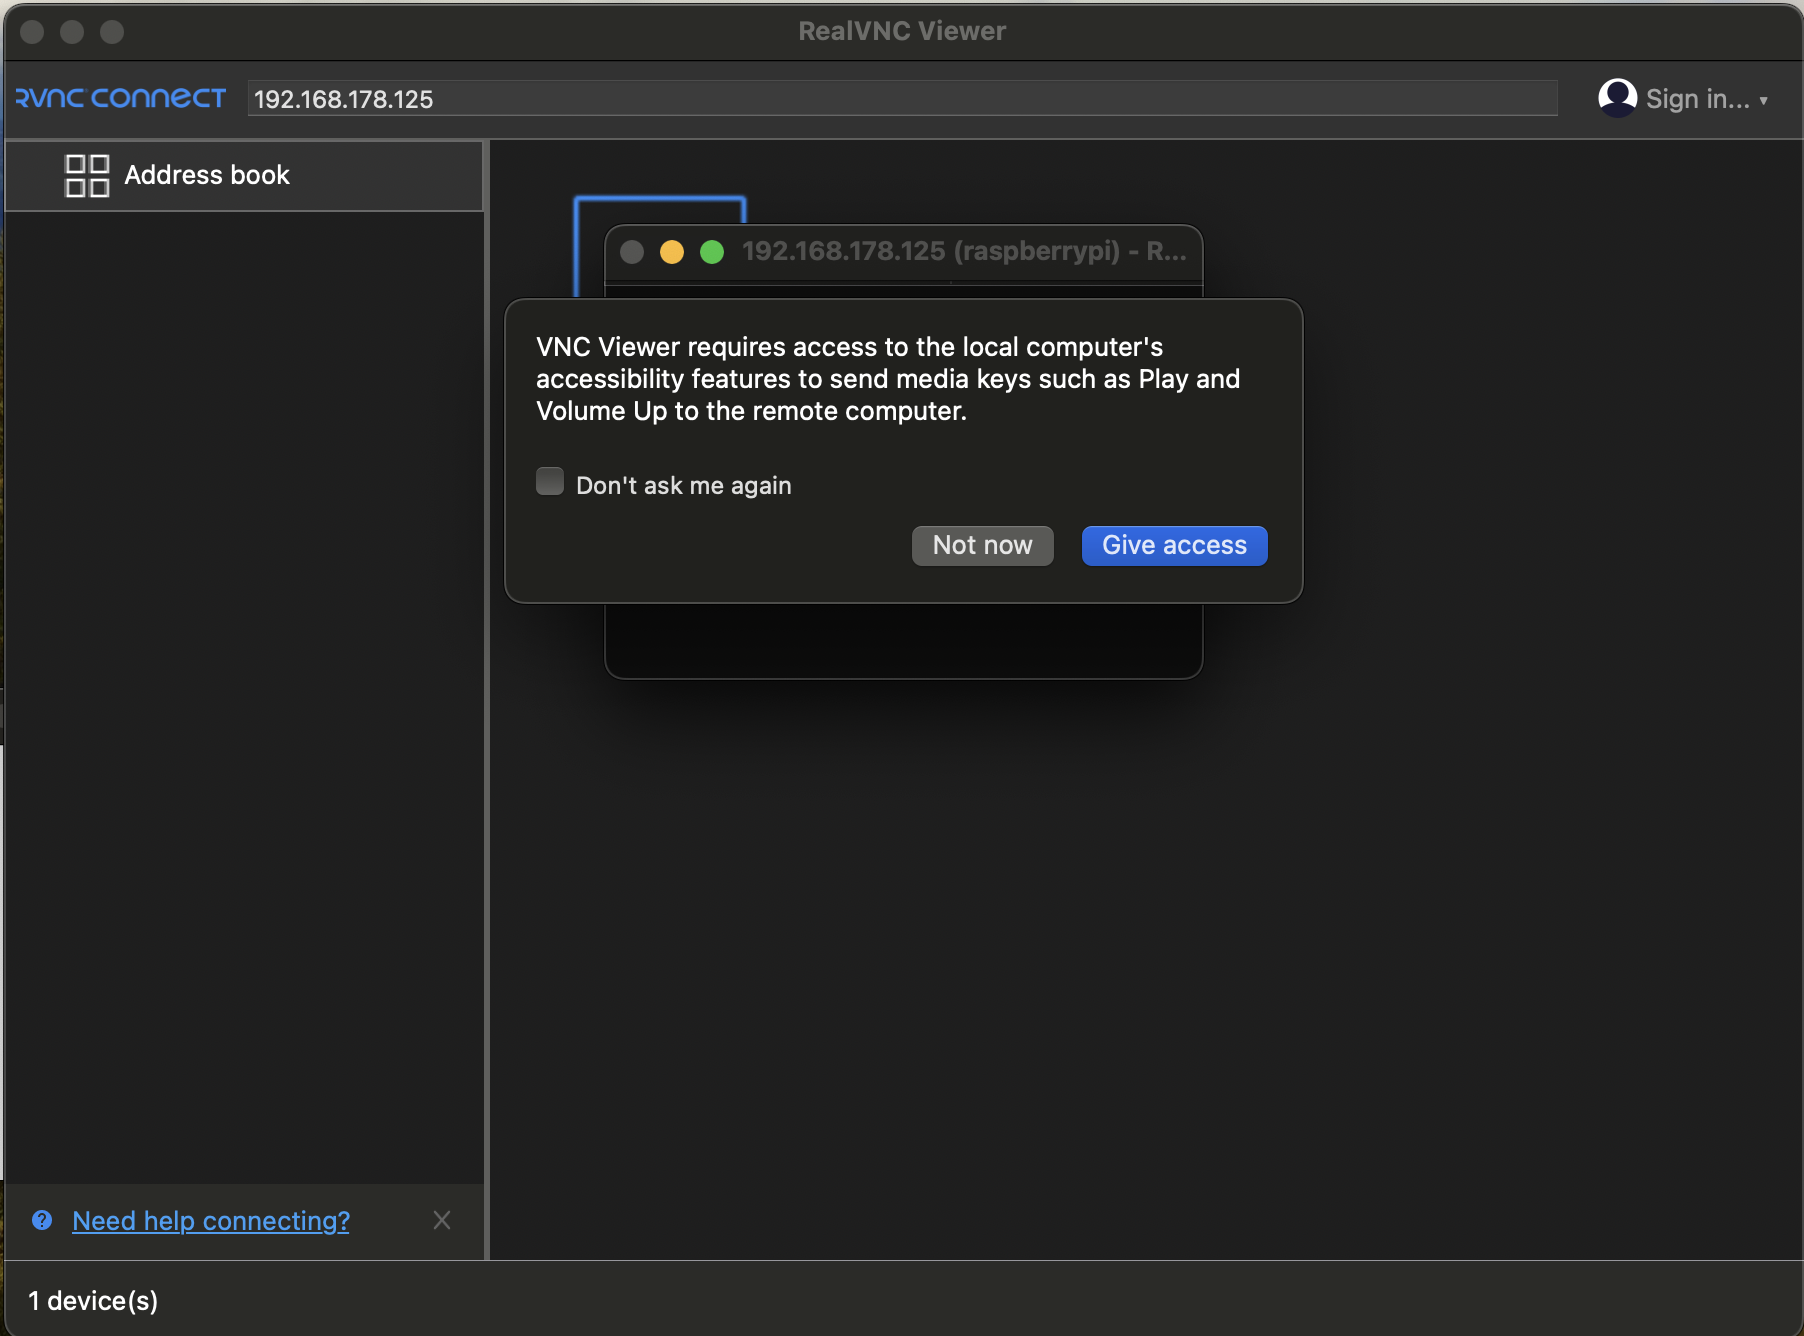 RealVNC Viewer
RVNC CONNECT
192.168.178.125
Sign in...
Address book
192.168.178.125 (raspberrypi) - R...
VNC Viewer requires access to the local computer's
accessibility features to send media keys such as Play and
Volume Up to the remote computer.
Don't ask me again
Not now
Give access
Need help connecting?
1 device(s)